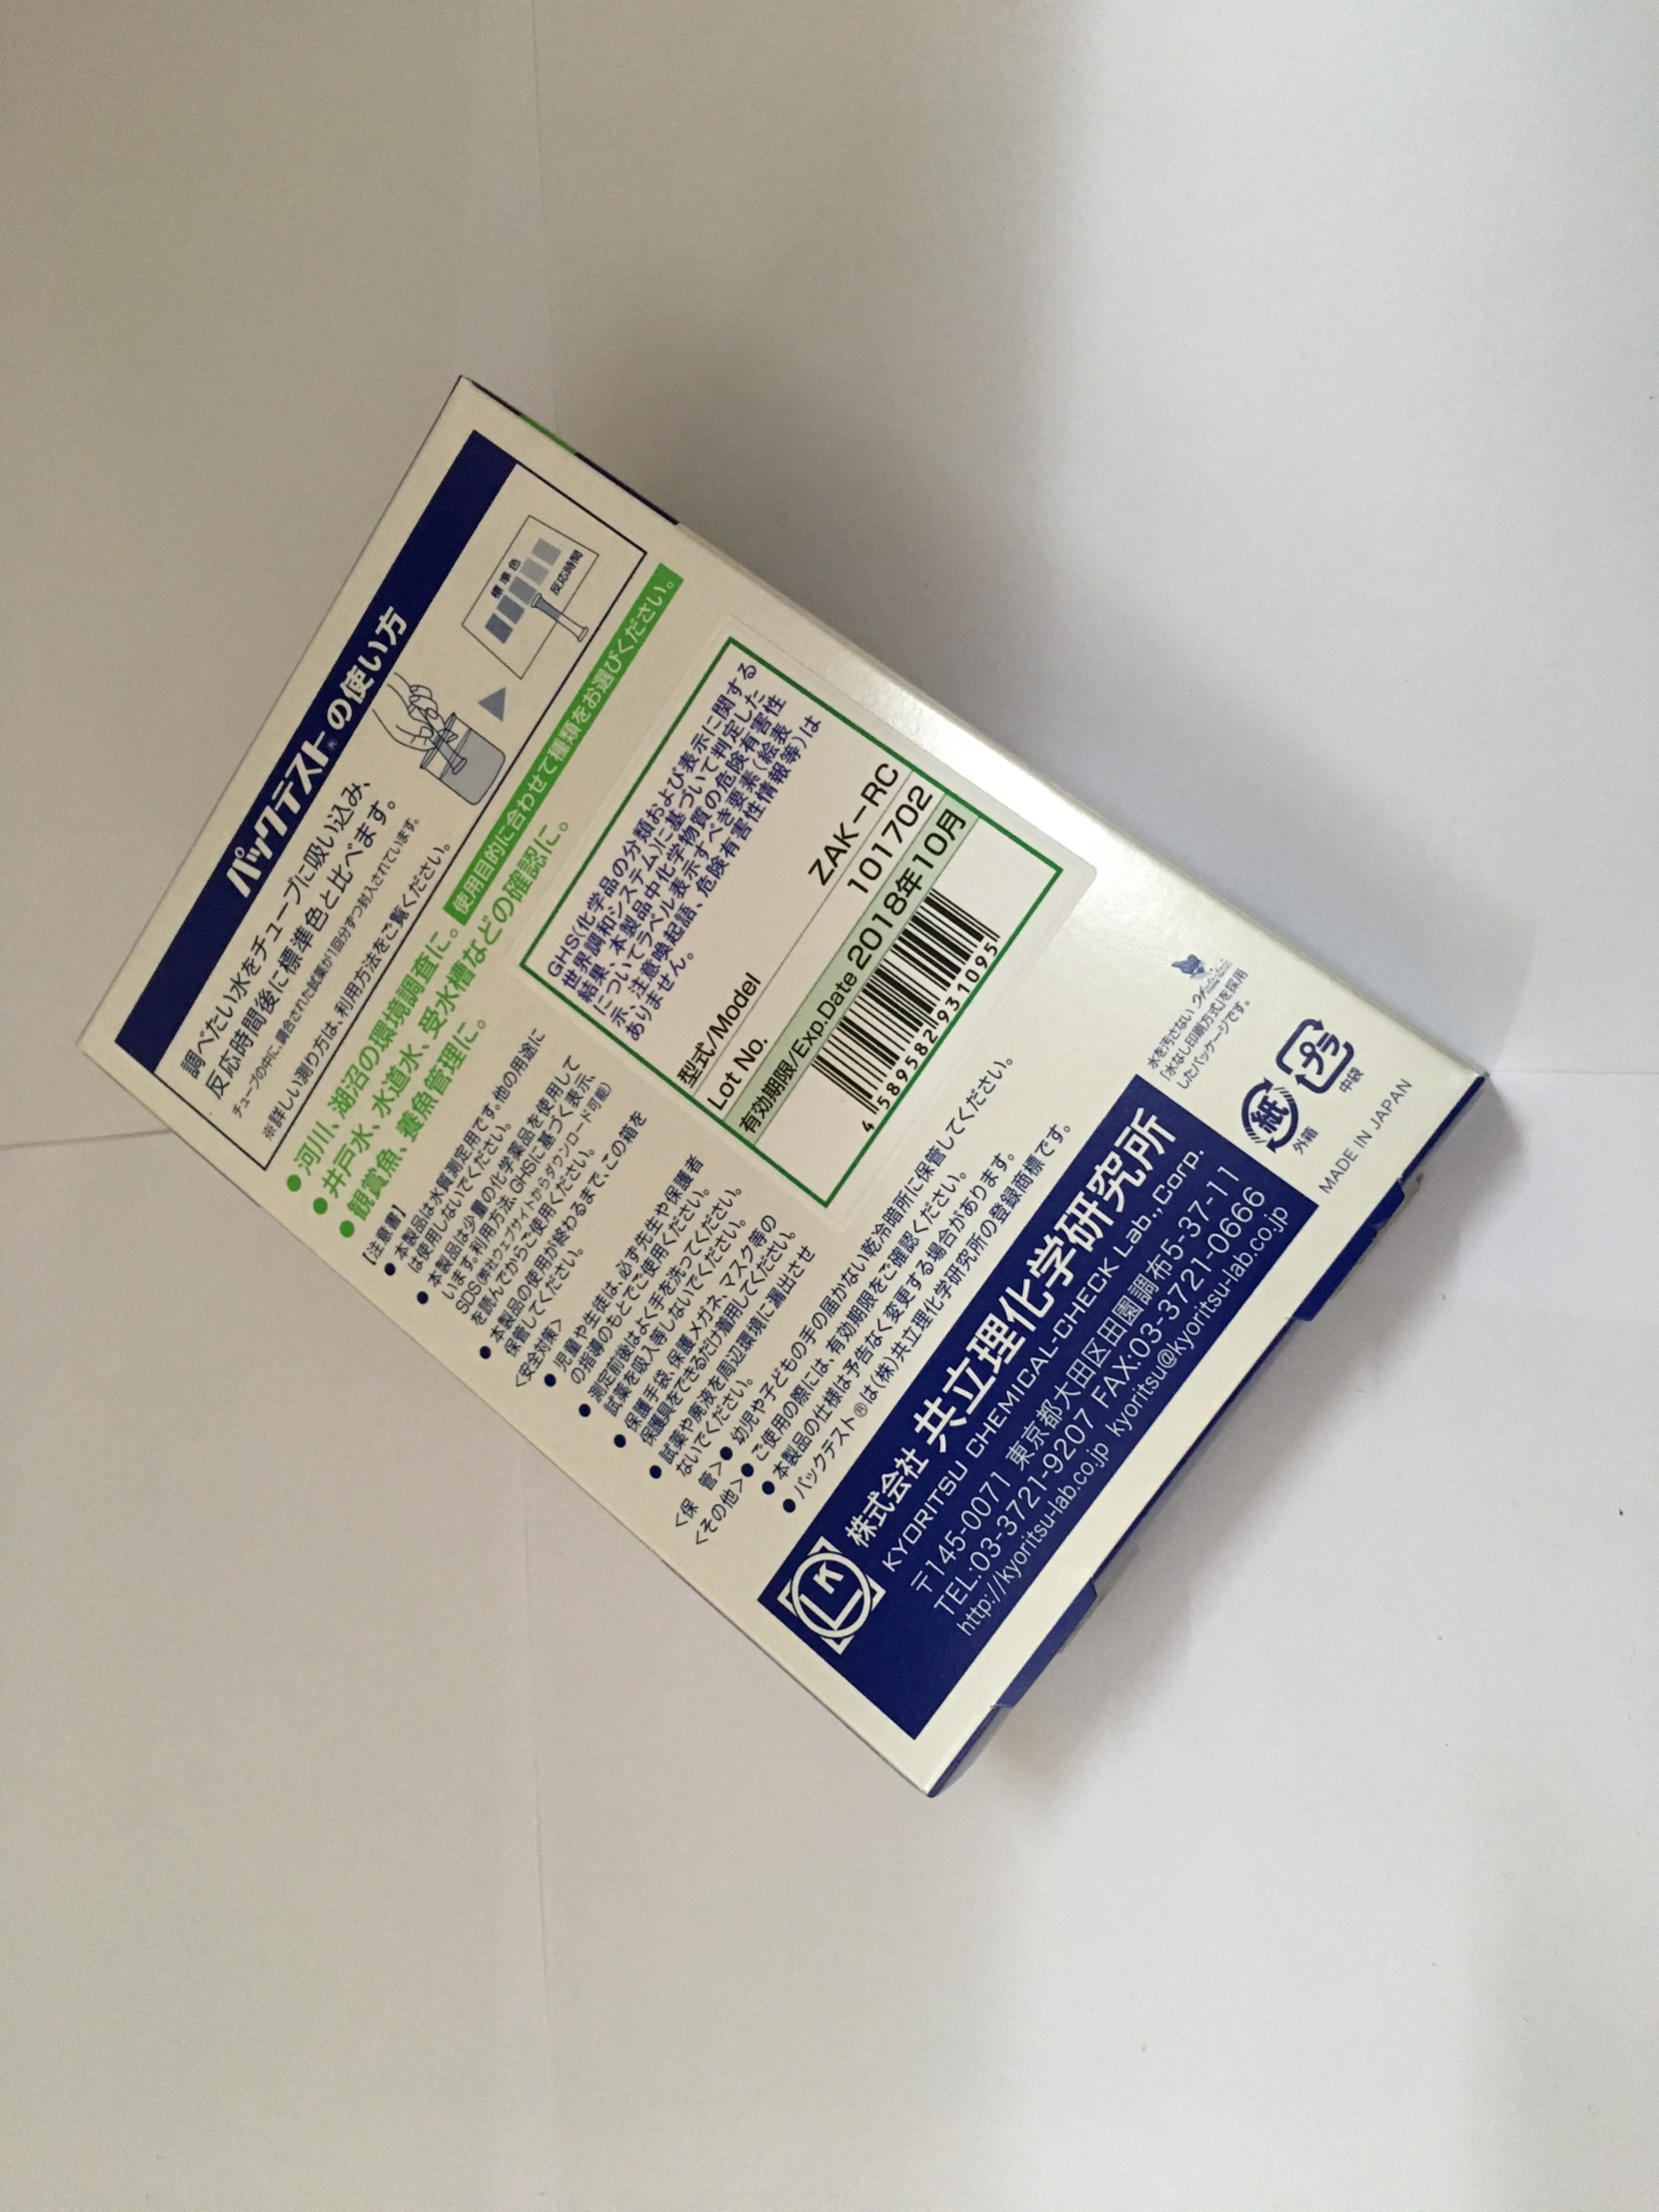 パックテスト®の使い方
調べたい水をチューブに吸い込み、
反応時間後に標準色と比べます。
チューブの中に、調合された試薬が1回分ずつ封入されています。
※詳しい測り方は、利用方法をご覧ください。
標準色
反応時間
使用目的に合わせて種類をお選びください。
●河川、湖沼の環境調査に。
●井戸水、水道水、受水槽などの確認に。
●観賞魚、養魚管理に。
【注意書】
●本製品は水質測定用です。他の用途に
は使用しないでください。
●本製品は少量の化学薬品を使用して
います。利用方法、GHSに基づく表示、
SDS(弊社ウェブサイトからダウンロード可能)
を読んでからご使用ください。
●本製品の使用が終わるまで、この箱を
保管してください。
<安全対策>
●児童や生徒は、必ず先生や保護者
の指導のもとでご使用ください。
●測定前後はよく手を洗ってください。
試薬を吸入等しないでください。
●保護手袋、保護メガネ、マスク等の
保護具をできるだけ着用してください。
●試薬や廃液を周辺環境に漏出させ
ないでください。
<保 管>●幼児や子どもの手の届かない乾冷暗所に保管してください。
<その他>●ご使用の際には、有効期限をご確認ください。
●本製品の仕様は予告なく変更する場合があります。
●パックテスト®は(株)共立理化学研究所の登録商標です。
GHS(化学品の分類および表示に関する
世界調和システム)に基づいて判定した
結果、本製品中化学物質の危険有害性
についてラベル表示すべき要素(絵表
示、注意喚起語、危険有害性情報等)は
ありません。
型式/Model ZAK-RC
Lot No. 101702
有効期限/Exp.Date 2018年10月
4589582931095
LK
株式会社 共立理化学研究所
KYORITSU CHEMICAL-CHECK Lab.,Corp.
〒145-0071 東京都大田区田園調布5-37-11
TEL:03-3721-9207 FAX:03-3721-0666
http://kyoritsu-lab.co.jp kyoritsu@kyoritsu-lab.co.jp
水を汚さない
「水なし印刷方式」を採用
したパッケージです。
紙
外箱
プラ
中袋
MADE IN JAPAN